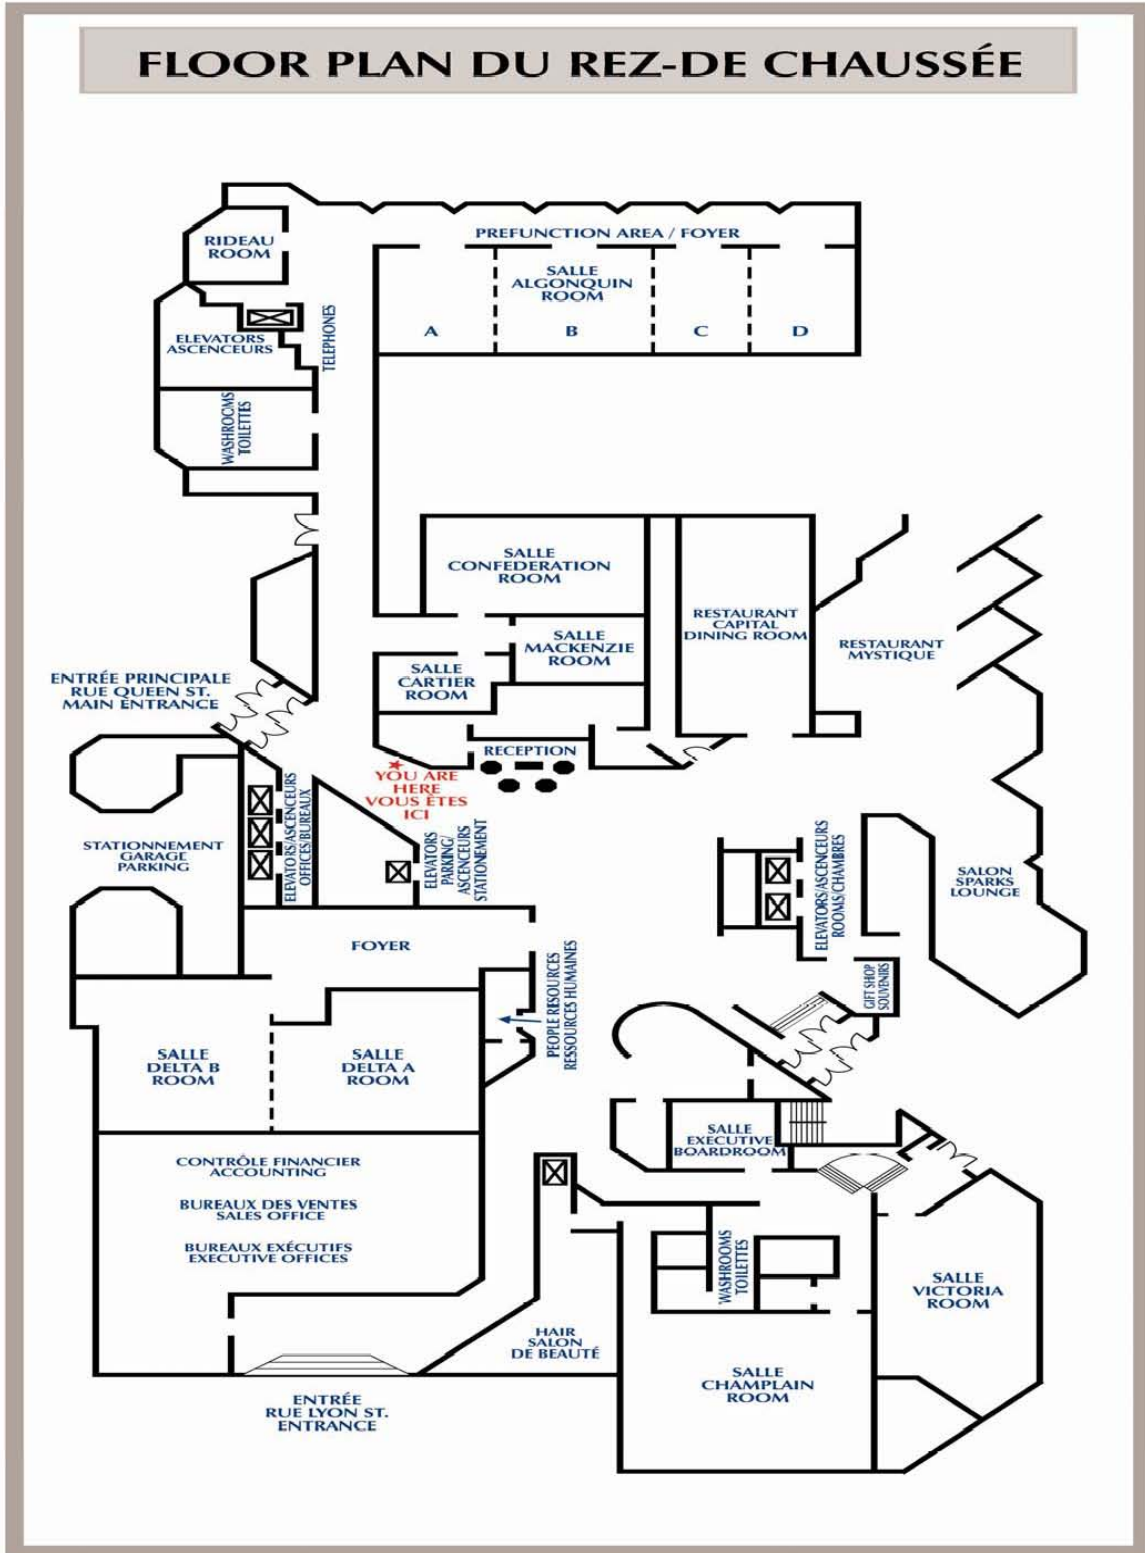 FLOOR PLAN DU REZ-DE CHAUSSÉE
RIDEAU
ROOM
PREFUNCTION AREA / FOYER
SALLE
ALGONQUIN
ROOM
A
B
C
D
ELEVATORS
ASCENCEURS
TELEPHONES
WASHROOMS
TOILETTES
SALLE
CONFEDERATION
ROOM
SALLE
MACKENZIE
ROOM
SALLE
CARTIER
ROOM
RESTAURANT
CAPITAL
DINING ROOM
RESTAURANT
MYSTIQUE
ENTRÉE PRINCIPALE
RUE QUEEN ST.
MAIN ENTRANCE
RECEPTION
YOU ARE
HERE
VOUS ÊTES
ICI
STATIONNEMENT
GARAGE
PARKING
ELEVATORS/ASCENCEURS
OFFICES/BUREAUX
ELEVATORS
PARKING/
ASCENCEURS
STATIONEMENT
ELEVATORS/ASCENCEURS
ROOMS/CHAMBRES
SALON
SPARKS
LOUNGE
FOYER
PEOPLE RESOURCES
RESSOURCES HUMAINES
GIFT SHOP
SOUVENIRS
SALLE
DELTA B
ROOM
SALLE
DELTA A
ROOM
SALLE
EXECUTIVE
BOARDROOM
CONTRÔLE FINANCIER
ACCOUNTING
BUREAUX DES VENTES
SALES OFFICE
BUREAUX EXÉCUTIFS
EXECUTIVE OFFICES
WASHROOMS
TOILETTES
SALLE
VICTORIA
ROOM
HAIR
SALON
DE BEAUTÉ
SALLE
CHAMPLAIN
ROOM
ENTRÉE
RUE LYON ST.
ENTRANCE